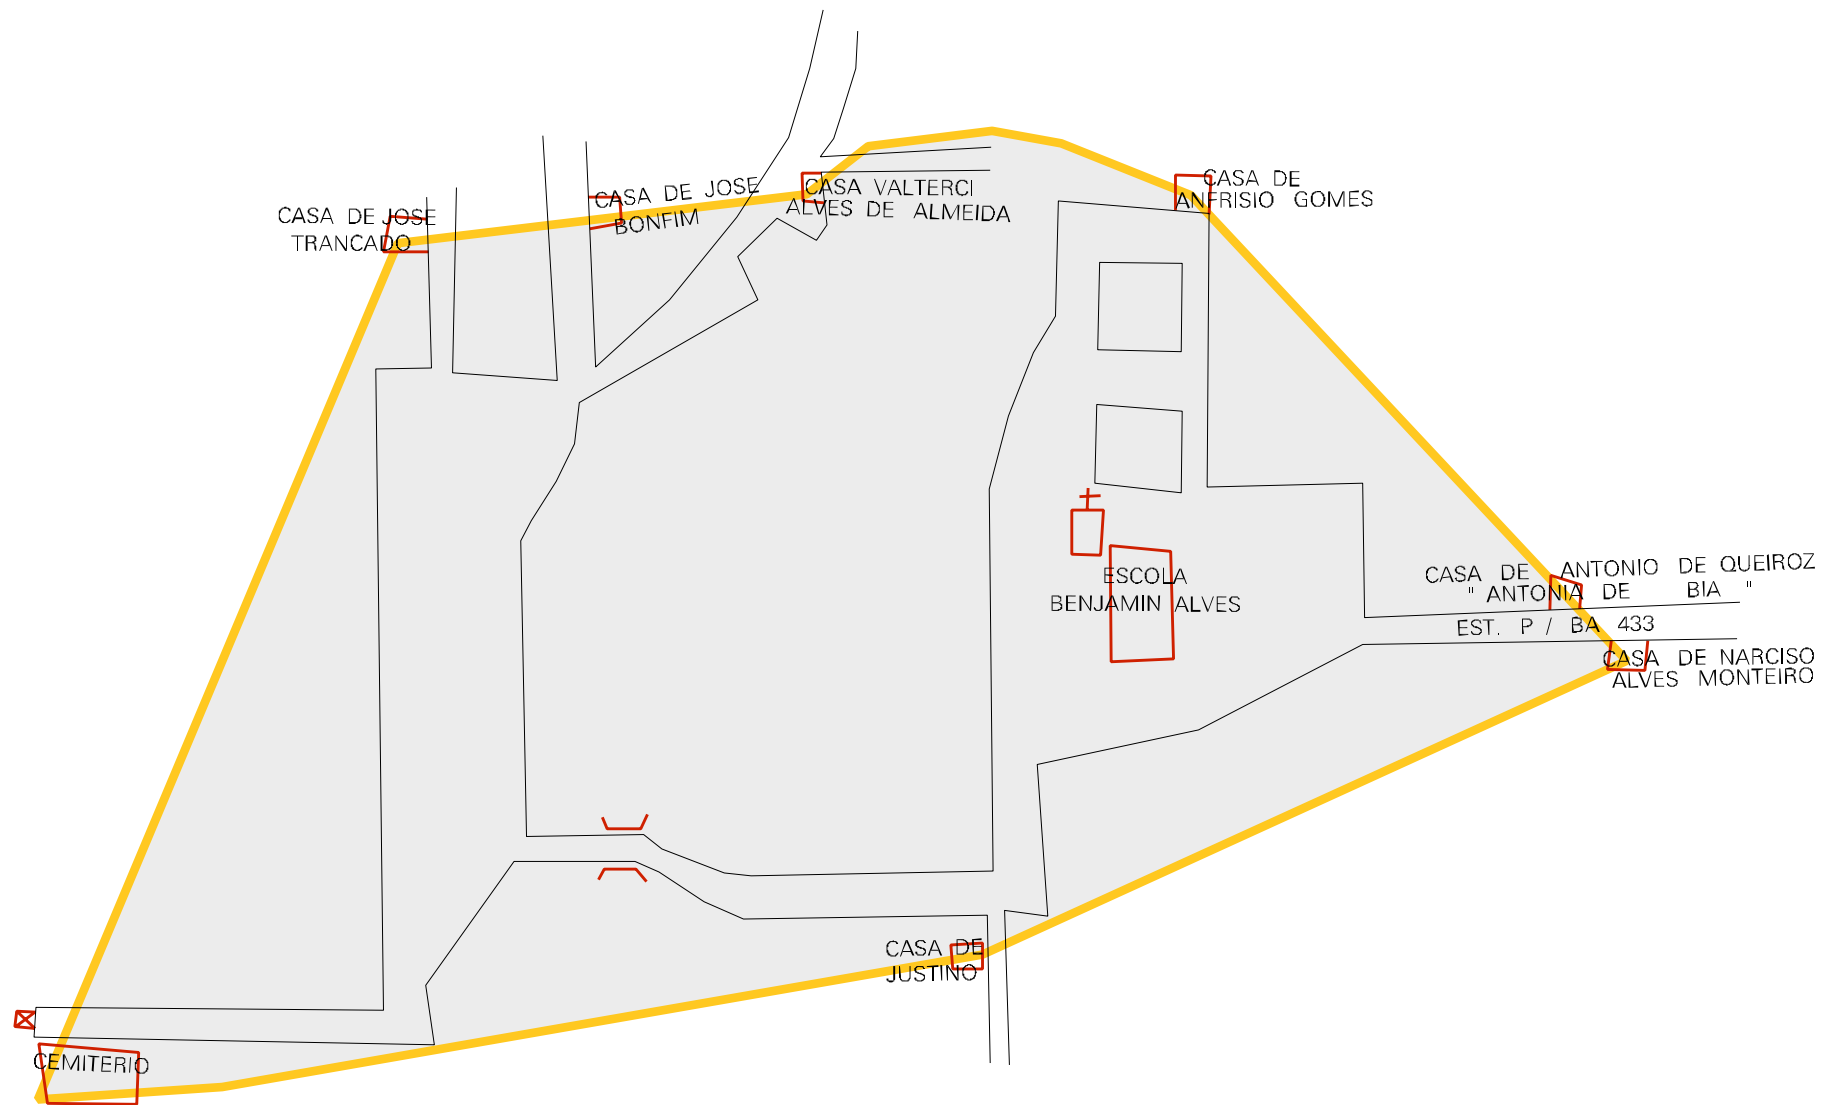 CASA DE JOSE
TRANCADO
CASA DE JOSE
BONFIM
CASA VALTERCI
ALVES DE ALMEIDA
CASA DE
ANFRISIO GOMES
ESCOLA
BENJAMIN ALVES
CASA DE ANTONIO DE QUEIROZ
" ANTONIA DE BIA "
EST. P / BA 433
CASA DE NARCISO
ALVES MONTEIRO
CASA DE
JUSTINO
CEMITERIO